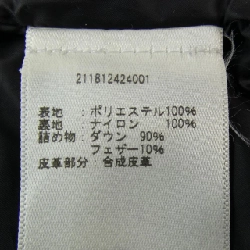 211812424001
表地 : ポリエステル100%
裏地 : ナイロン 100%
詰め物 : ダウン 90%
フェザー10%
皮革部分 合成皮革